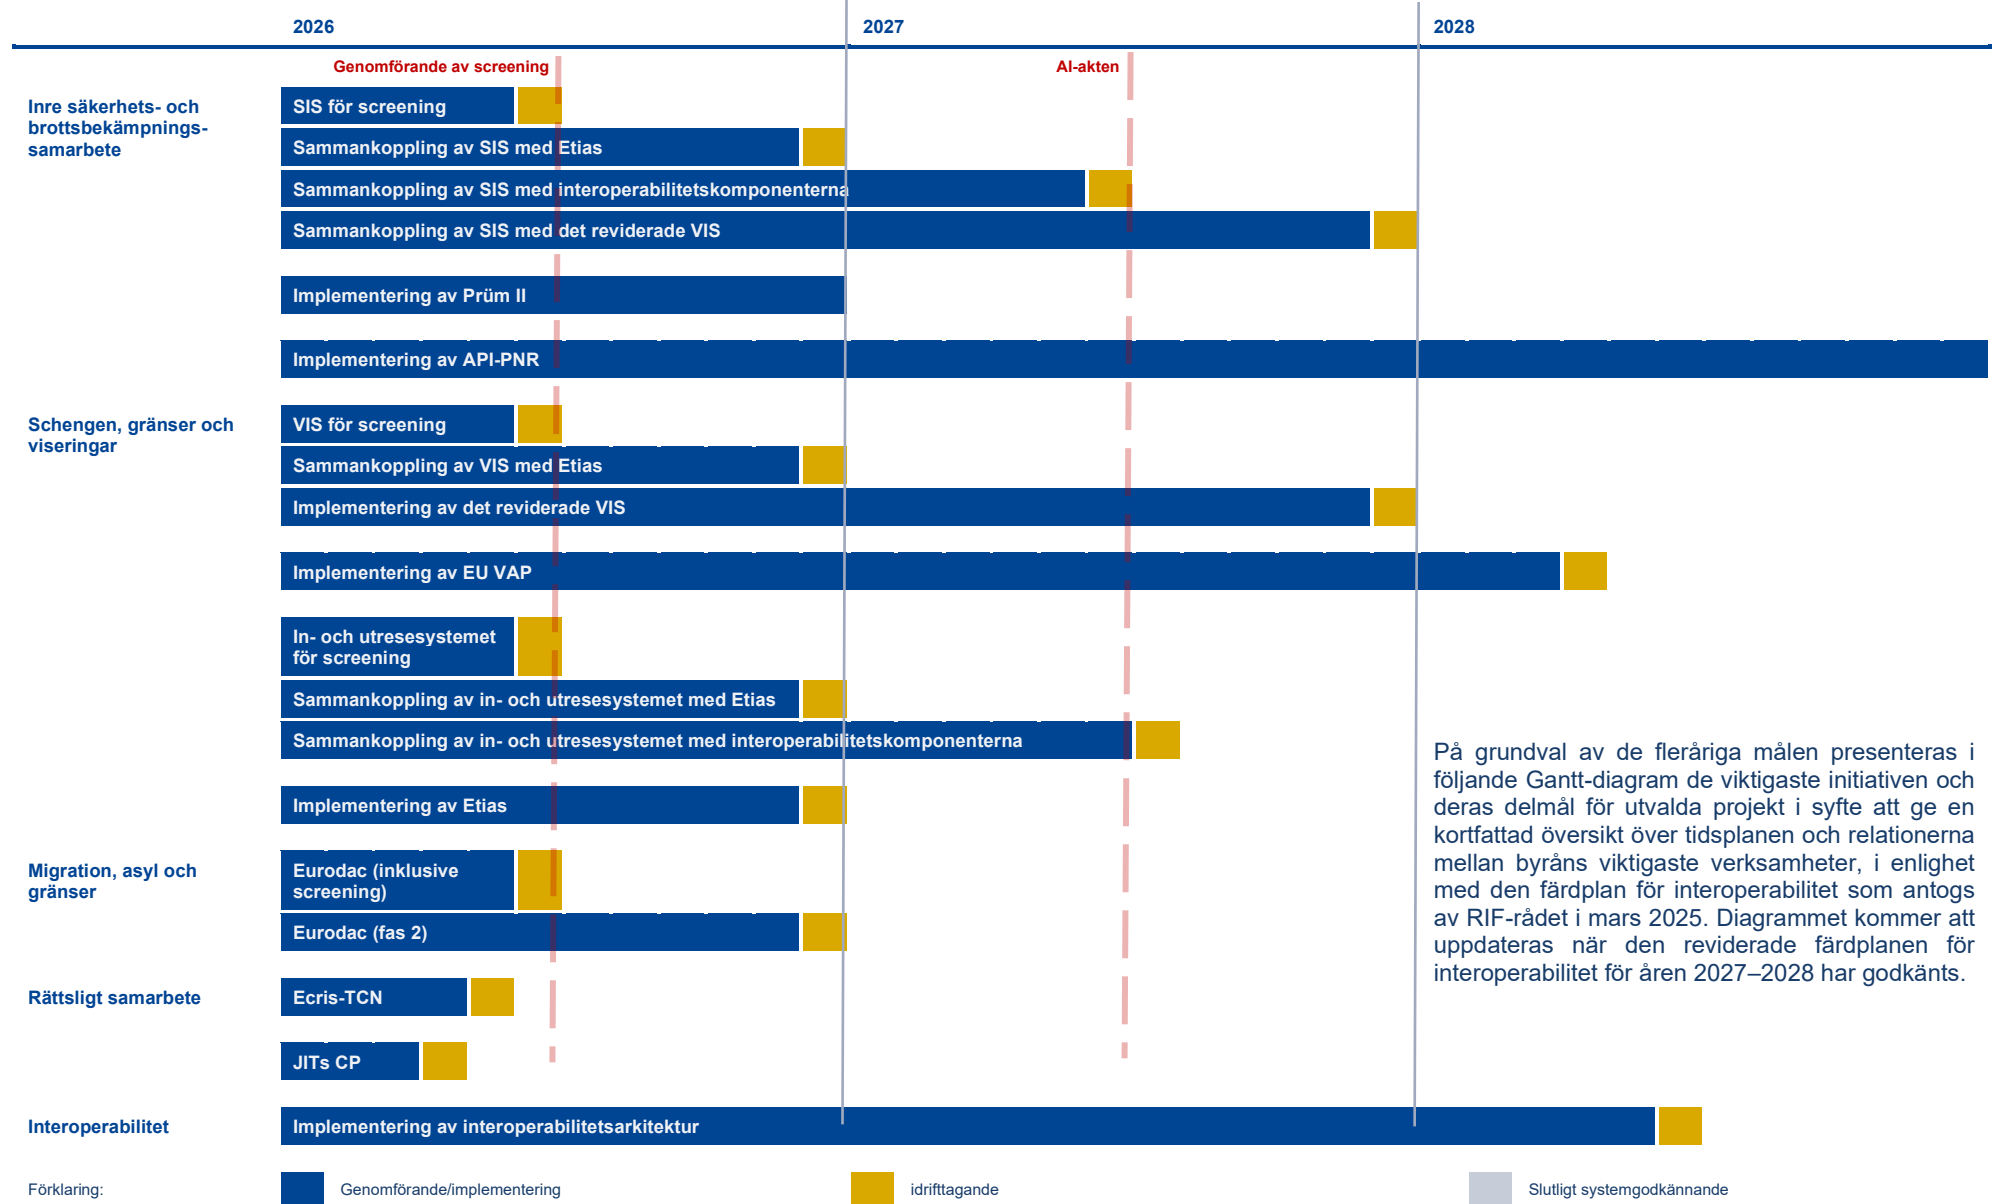 2026
2027
2028
Genomförande av screening
AI-akten
Inre säkerhets- och
brottsbekämpnings-
samarbete
SIS för screening
Sammankoppling av SIS med Etias
Sammankoppling av SIS med interoperabilitetskomponenterna
Sammankoppling av SIS med det reviderade VIS
Implementering av Prüm II
Implementering av API-PNR
Schengen, gränser och
viseringar
VIS för screening
Sammankoppling av VIS med Etias
Implementering av det reviderade VIS
Implementering av EU VAP
In- och utresesystemet
för screening
Sammankoppling av in- och utresesystemet med Etias
Sammankoppling av in- och utresesystemet med interoperabilitetskomponenterna
Implementering av Etias
Migration, asyl och
gränser
Eurodac (inklusive
screening)
Eurodac (fas 2)
Rättsligt samarbete
Ecris-TCN
JITs CP
Interoperabilitet
Implementering av interoperabilitetsarkitektur
På grundval av de fleråriga målen presenteras i
följande Gantt-diagram de viktigaste initiativen och
deras delmål för utvalda projekt i syfte att ge en
kortfattad översikt över tidsplanen och relationerna
mellan byråns viktigaste verksamheter, i enlighet
med den färdplan för interoperabilitet som antogs
av RIF-rådet i mars 2025. Diagrammet kommer att
uppdateras när den reviderade färdplanen för
interoperabilitet för åren 2027–2028 har godkänts.
Förklaring:
Genomförande/implementering
idrifttagande
Slutligt systemgodkännande